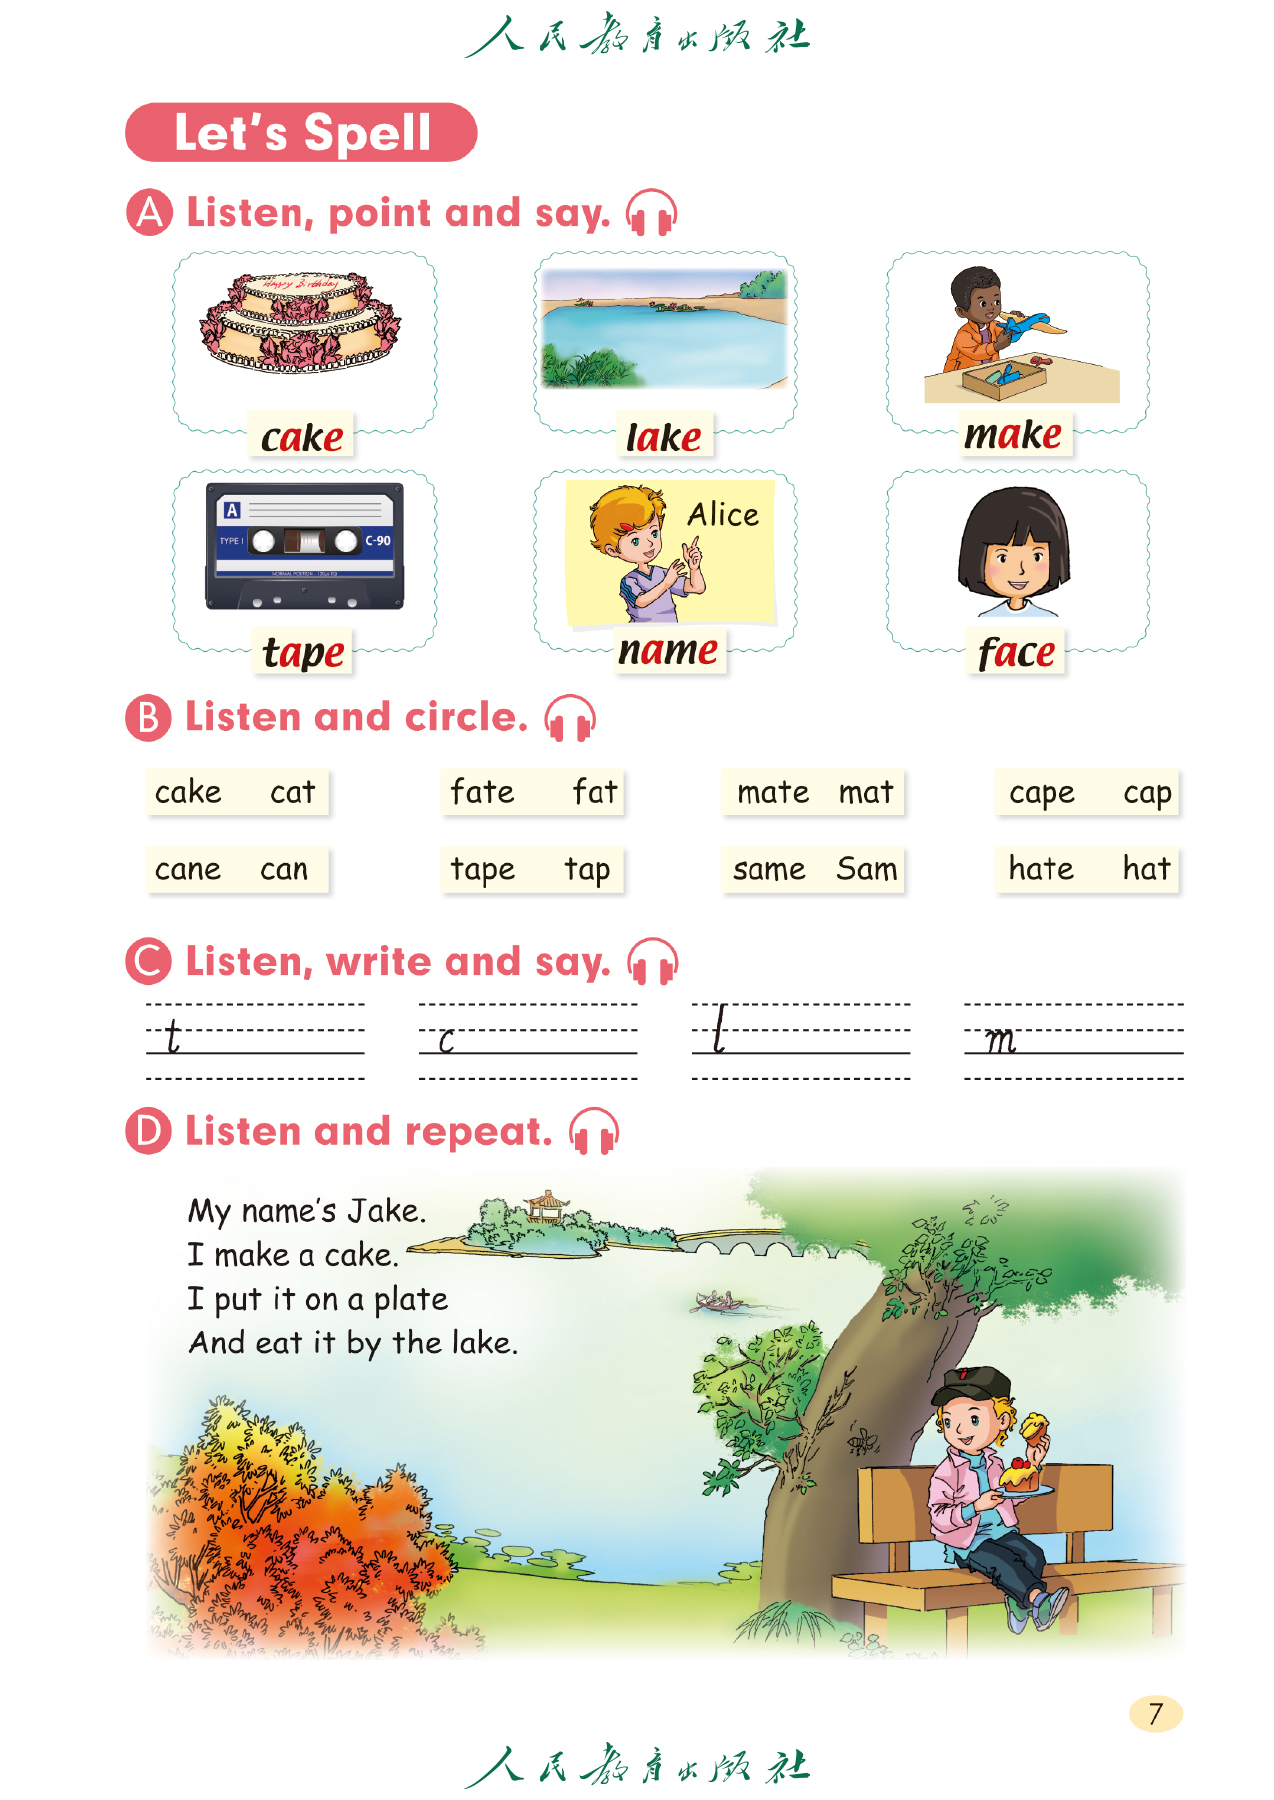 人民教育出版社
Let's Spell
A Listen, point and say.
Happy Birthday
cake
lake
make
A
TYPE I
C-90
NORMAL POSITION · 120μs EQ
Alice
tape
name
face
B Listen and circle.
cake cat
fate fat
mate mat
cape cap
cane can
tape tap
same Sam
hate hat
C Listen, write and say.
t
c
l
m
D Listen and repeat.
My name's Jake.
I make a cake.
I put it on a plate
And eat it by the lake.
7
人民教育出版社